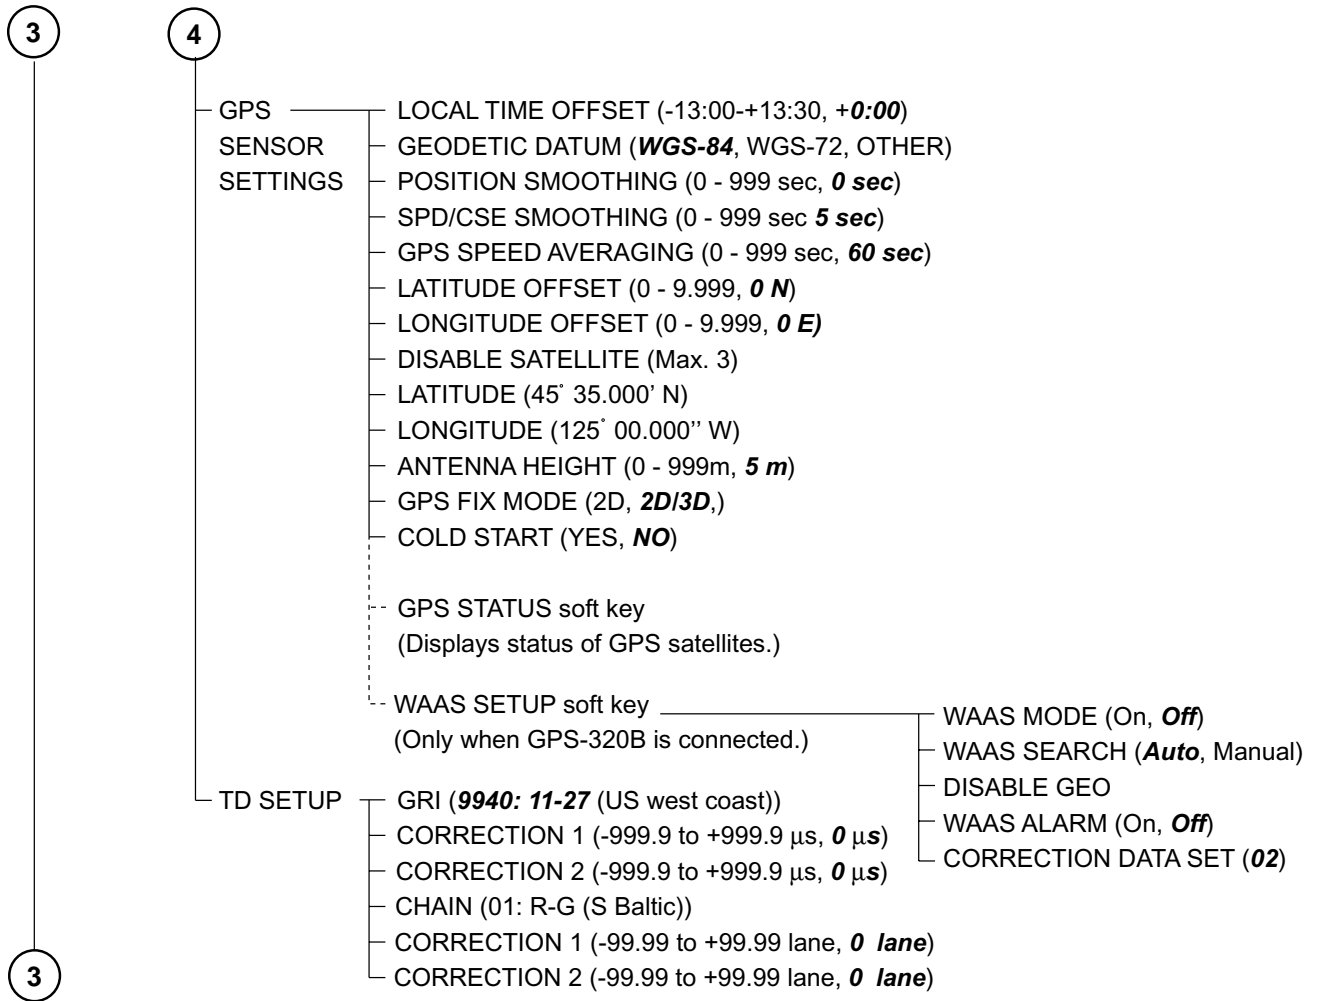 3
4
GPS SENSOR SETTINGS
LOCAL TIME OFFSET (-13:00-+13:30, +0:00)
GEODETIC DATUM (WGS-84, WGS-72, OTHER)
POSITION SMOOTHING (0 - 999 sec, 0 sec)
SPD/CSE SMOOTHING (0 - 999 sec 5 sec)
GPS SPEED AVERAGING (0 - 999 sec, 60 sec)
LATITUDE OFFSET (0 - 9.999, 0 N)
LONGITUDE OFFSET (0 - 9.999, 0 E)
DISABLE SATELLITE (Max. 3)
LATITUDE (45˚ 35.000’ N)
LONGITUDE (125˚ 00.000’’ W)
ANTENNA HEIGHT (0 - 999m, 5 m)
GPS FIX MODE (2D, 2D/3D,)
COLD START (YES, NO)
GPS STATUS soft key
(Displays status of GPS satellites.)
WAAS SETUP soft key
(Only when GPS-320B is connected.)
WAAS MODE (On, Off)
WAAS SEARCH (Auto, Manual)
DISABLE GEO
WAAS ALARM (On, Off)
CORRECTION DATA SET (02)
TD SETUP
GRI (9940: 11-27 (US west coast))
CORRECTION 1 (-999.9 to +999.9 µs, 0 µs)
CORRECTION 2 (-999.9 to +999.9 µs, 0 µs)
CHAIN (01: R-G (S Baltic))
CORRECTION 1 (-99.99 to +99.99 lane, 0 lane)
CORRECTION 2 (-99.99 to +99.99 lane, 0 lane)
3